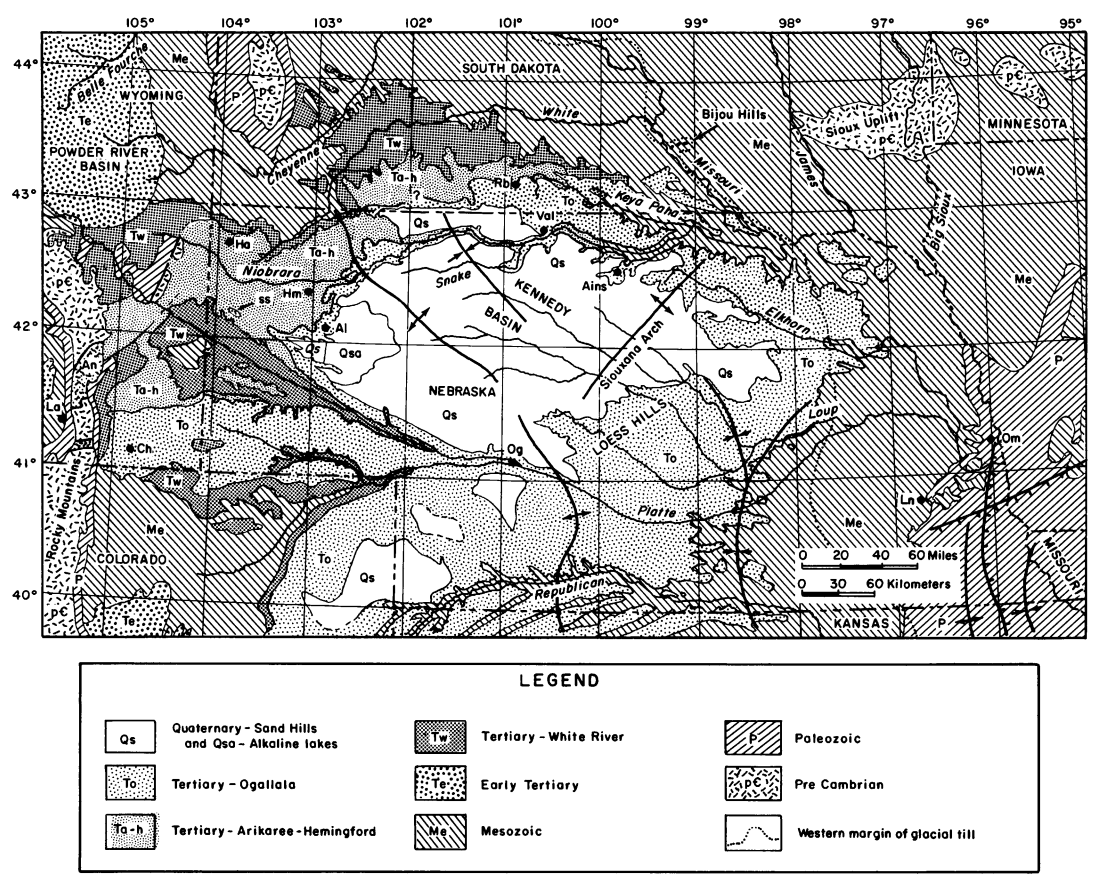 105° 104° 103° 102° 101° 100° 99° 98° 97° 96° 95°
44°
43°
42°
41°
40°
Belle Fourche
Me
WYOMING
P
p€
SOUTH DAKOTA
Te
POWDER RIVER
BASIN
Cheyenne
Tw
White
Bijou Hills
Me
Missouri
James
Sioux Uplift
p€
p€
MINNESOTA
IOWA
Big Sioux
Ta-h
?
Rb
To
Keya Paha
Tw
Ha
Qs
Val
Ta-h
Niobrara
Hm
ss
Snake
Qs
Ains
KENNEDY
BASIN
Me
p€
Tw
Al
Qs
Qsa
Siouxana Arch
Elkhorn
An
Ta-h
NEBRASKA
Qs
Qs
To
La
To
Ch
LOESS HILLS
Loup
Om
Og
To
Tw
Platte
Ln
Rocky Mountains
Me
Me
COLORADO
To
Qs
0 20 40 60 Miles
0 30 60 Kilometers
MISSOURI
P
p€
Te
Republican
KANSAS
P
LEGEND
Qs Quaternary - Sand Hills
and Qsa - Alkaline lakes
To Tertiary - Ogallala
Ta-h Tertiary - Arikaree - Hemingford
Tw Tertiary - White River
Te Early Tertiary
Me Mesozoic
P Paleozoic
p€ Pre Cambrian
Western margin of glacial till